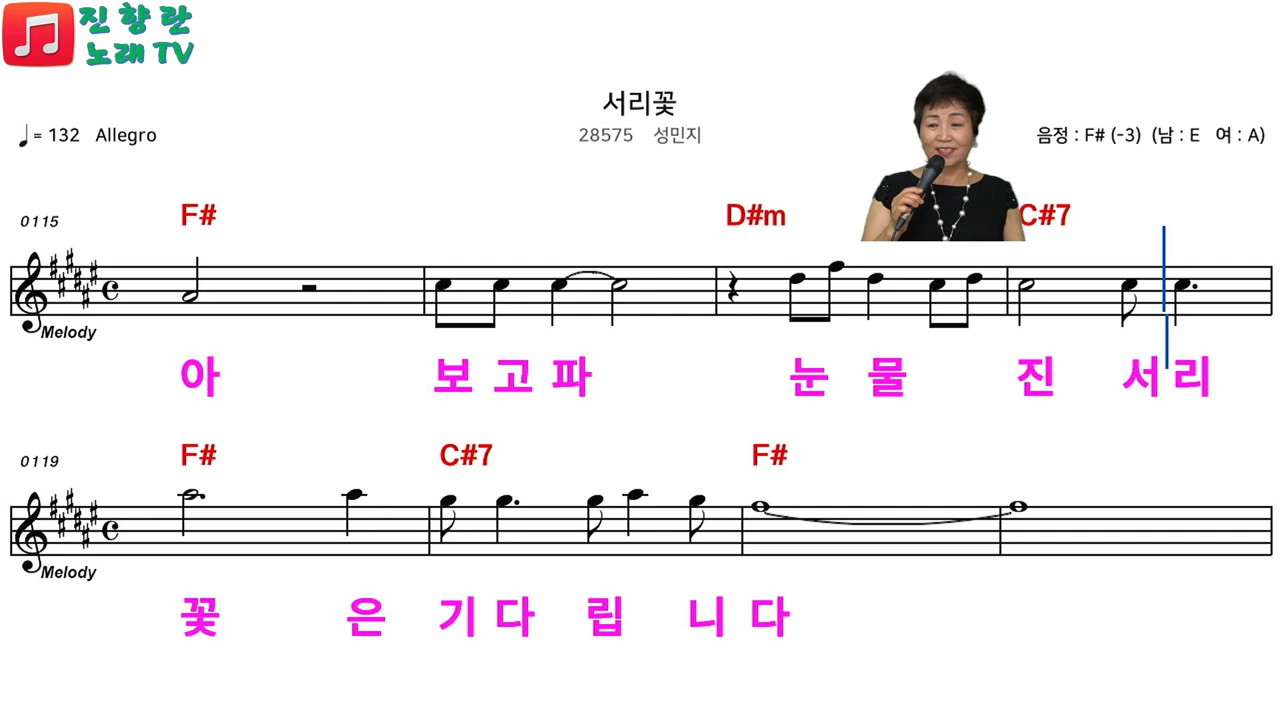 진향란
노래 TV
서리꽃
♩= 132 Allegro
28575 성민지
음정 : F# (-3) (남 : E 여 : A)
0115 F# D#m C#7
Melody
아 보 고 파 눈 물 진 서 리
0119 F# C#7 F#
Melody
꽃 은 기 다 립 니 다